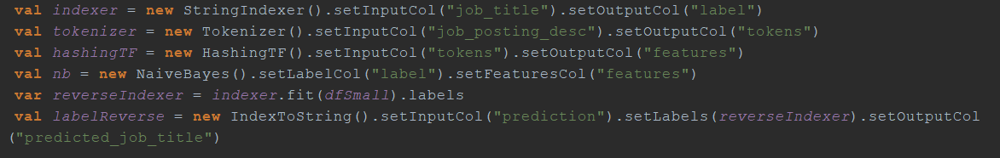 val indexer = new StringIndexer().setInputCol("job_title").setOutputCol("label")
val tokenizer = new Tokenizer().setInputCol("job_posting_desc").setOutputCol("tokens")
val hashingTF = new HashingTF().setInputCol("tokens").setOutputCol("features")
val nb = new NaiveBayes().setLabelCol("label").setFeaturesCol("features")
var reverseIndexer = indexer.fit(dfSmall).labels
val labelReverse = new IndexToString().setInputCol("prediction").setLabels(reverseIndexer).setOutputCol
("predicted_job_title")